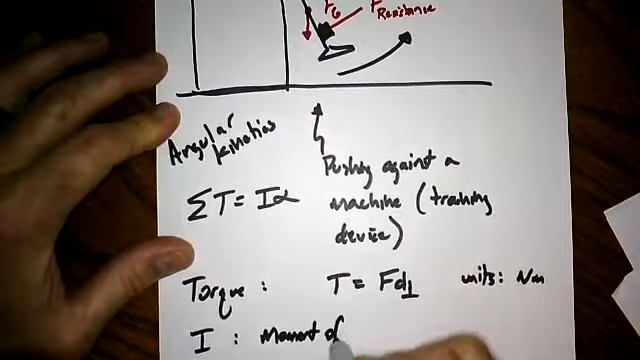 F_G F_Resistance
Angular
kinetics
Pushing against a
ΣT = Iα machine (training
device)
Torque : T = Fd⊥ units: Nm
I : Moment of